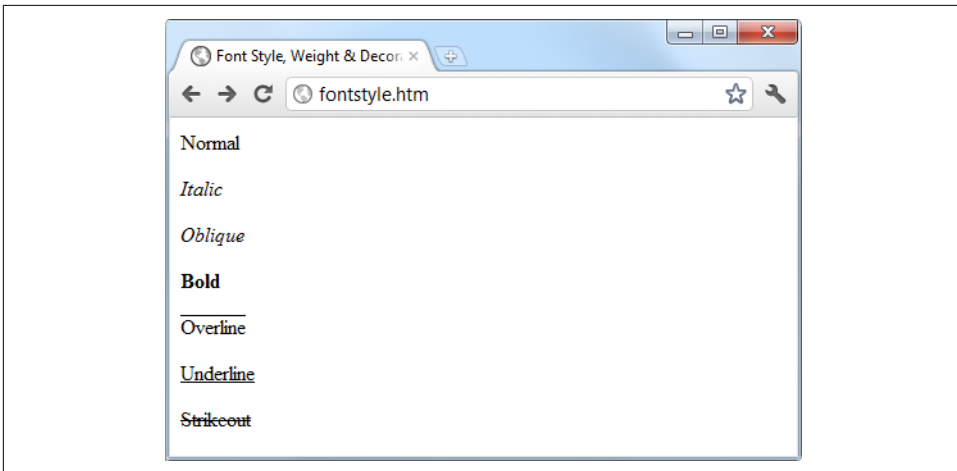 Font Style, Weight & Decor
fontstyle.htm
Normal
Italic
Oblique
Bold
Overline
Underline
Strikeout